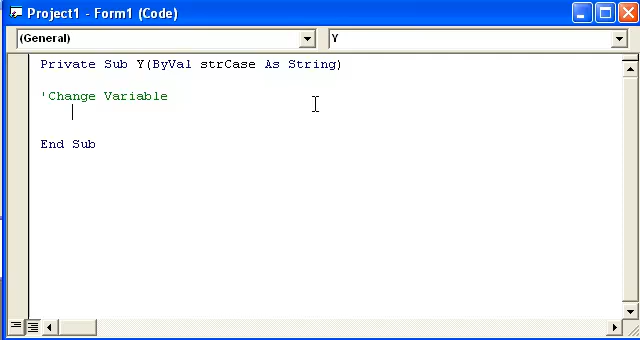 Project1 - Form1 (Code)
(General) Y
Private Sub Y(ByVal strCase As String)
'Change Variable
End Sub